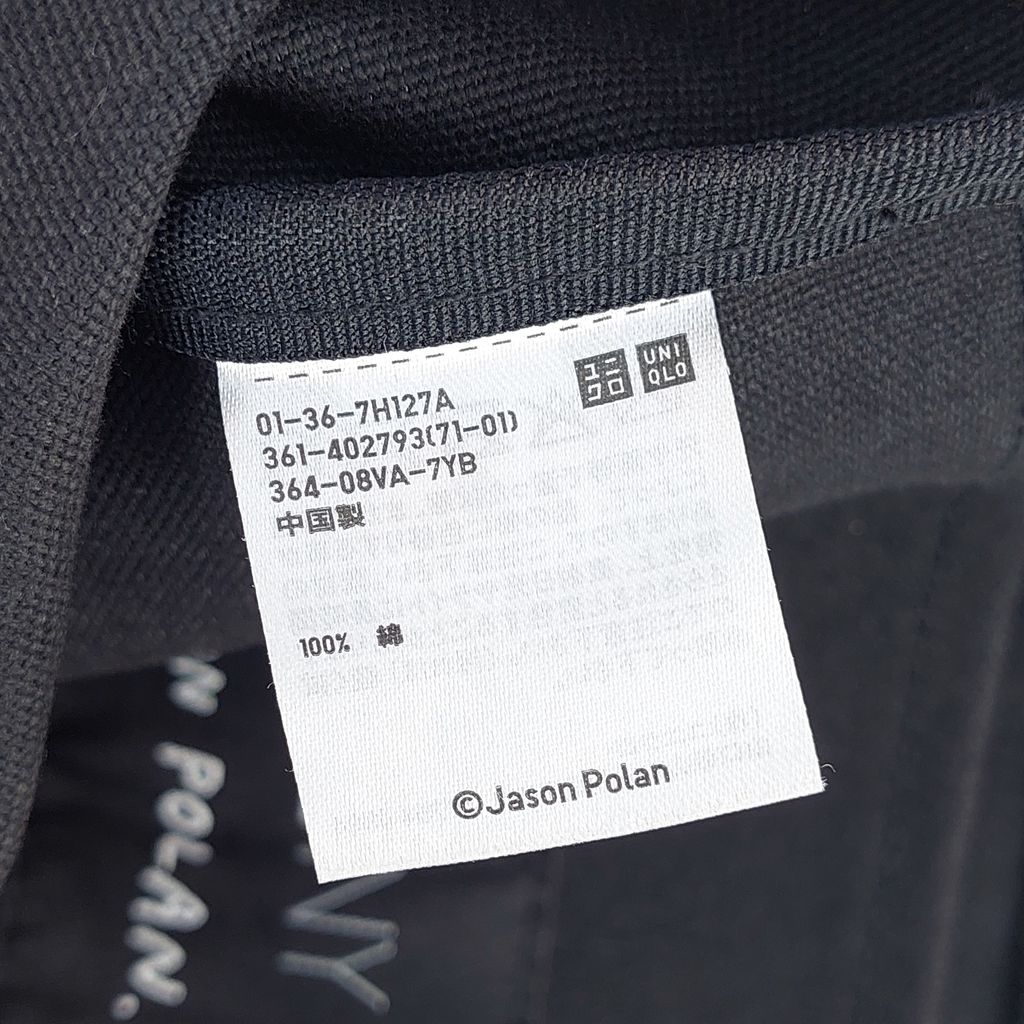 ユニクロ
UNIQLO
01-36-7H127A
361-402793(71-01)
364-08VA-7YB
中国製
100% 綿
©Jason Polan
N POLAN.